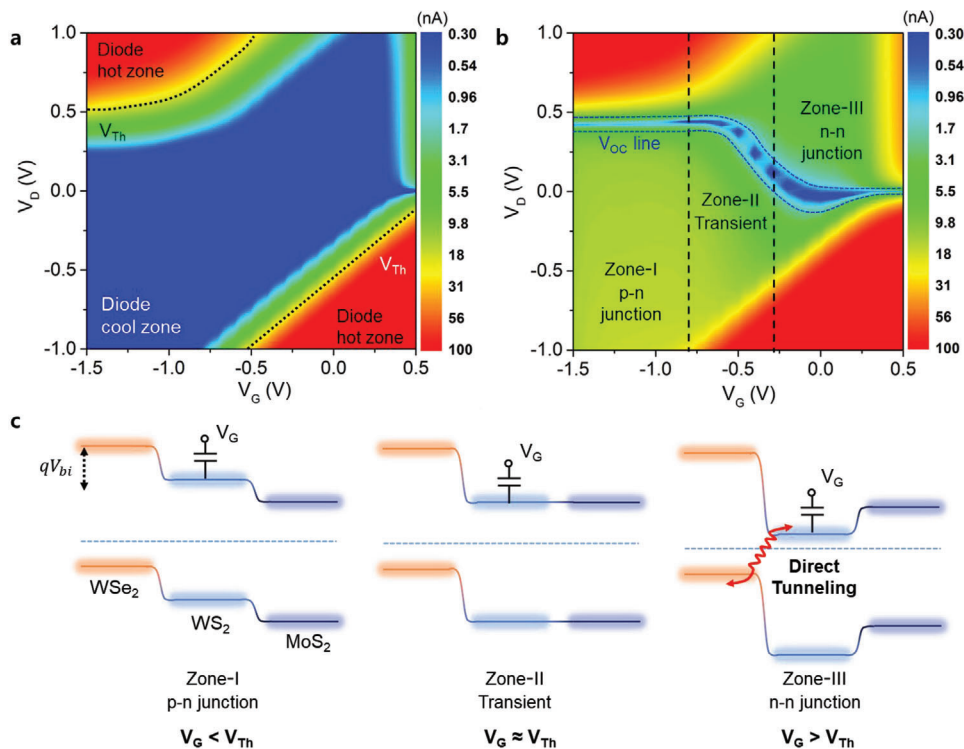 a
(nA)
1.0
0.5
0.0
-0.5
-1.0
V_D (V)
-1.5
-1.0
-0.5
0.0
0.5
V_G (V)
Diode
hot zone
V_Th
V_Th
Diode
cool zone
Diode
hot zone
0.30
0.54
0.96
1.7
3.1
5.5
9.8
18
31
56
100
b
(nA)
1.0
0.5
0.0
-0.5
-1.0
V_D (V)
-1.5
-1.0
-0.5
0.0
0.5
V_G (V)
Zone-III
n-n
junction
V_OC line
Zone-II
Transient
Zone-I
p-n
junction
0.30
0.54
0.96
1.7
3.1
5.5
9.8
18
31
56
100
c
qV_bi
V_G
WSe₂
WS₂
MoS₂
Zone-I
p-n junction
V_G < V_Th
V_G
Zone-II
Transient
V_G ≈ V_Th
V_G
Direct
Tunneling
Zone-III
n-n junction
V_G > V_Th